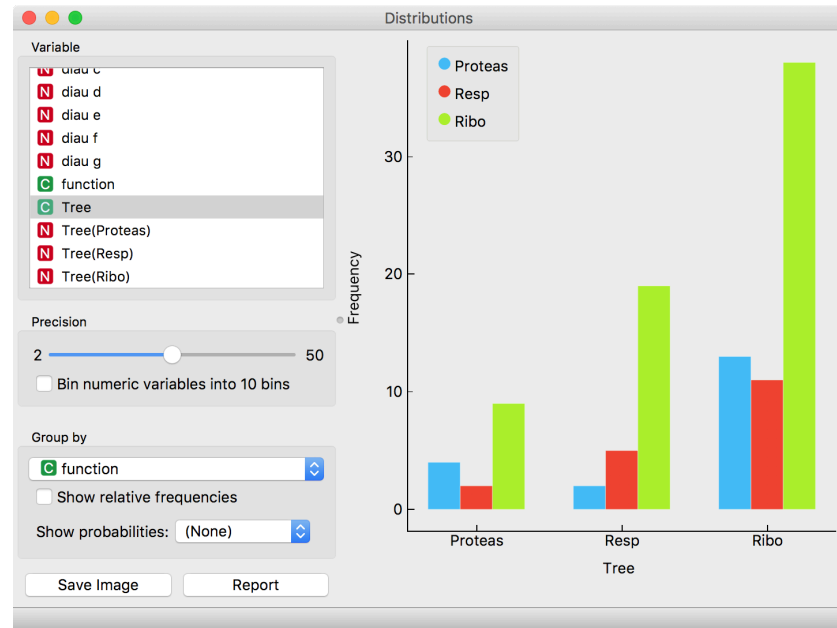 Distributions
Variable
N diau c
N diau d
N diau e
N diau f
N diau g
C function
C Tree
N Tree(Proteas)
N Tree(Resp)
N Tree(Ribo)
Precision
2 50
Bin numeric variables into 10 bins
Group by
C function
Show relative frequencies
Show probabilities: (None)
Save Image Report
Proteas
Resp
Ribo
30
20
10
0
Frequency
Proteas Resp Ribo
Tree